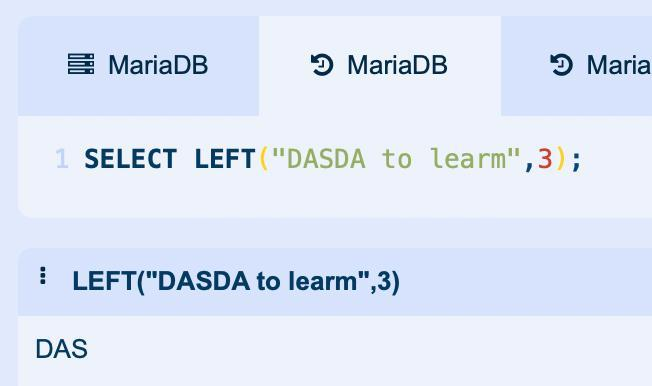 MariaDB MariaDB Maria
1 SELECT LEFT("DASDA to learm",3);
LEFT("DASDA to learm",3)
DAS